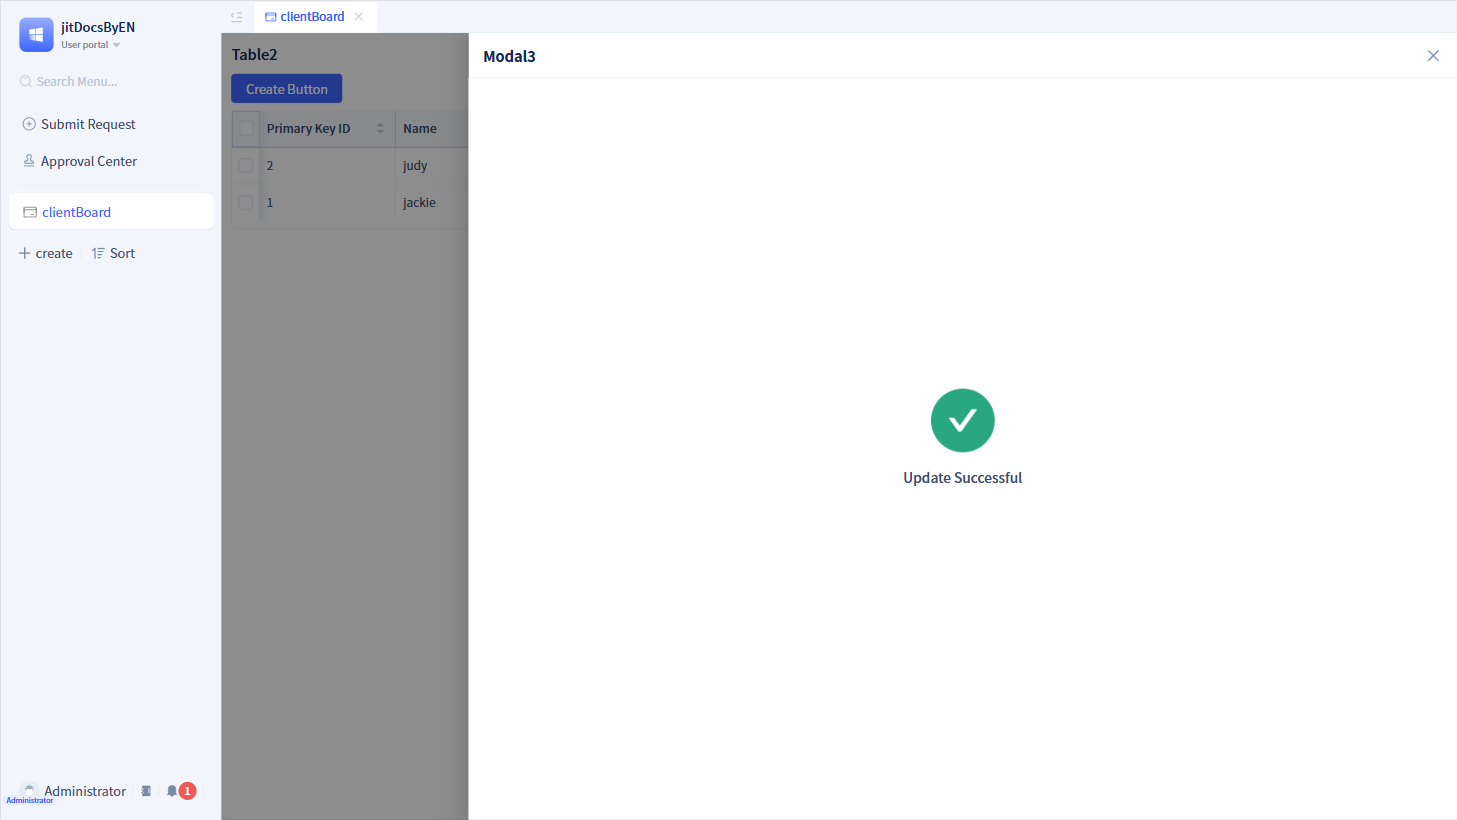 jitDocsByEN
User portal
Search Menu...
Submit Request
Approval Center
clientBoard
create
Sort
Administrator
1
Administrator
clientBoard
Table2
Create Button
Primary Key ID
Name
2
judy
1
jackie
Modal3
Update Successful